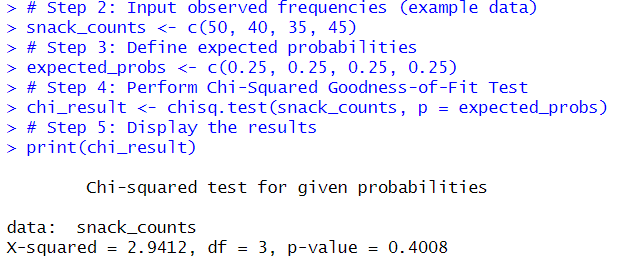 > # Step 2: Input observed frequencies (example data)
> snack_counts <- c(50, 40, 35, 45)
> # Step 3: Define expected probabilities
> expected_probs <- c(0.25, 0.25, 0.25, 0.25)
> # Step 4: Perform Chi-Squared Goodness-of-Fit Test
> chi_result <- chisq.test(snack_counts, p = expected_probs)
> # Step 5: Display the results
> print(chi_result)
Chi-squared test for given probabilities
data:  snack_counts
X-squared = 2.9412, df = 3, p-value = 0.4008